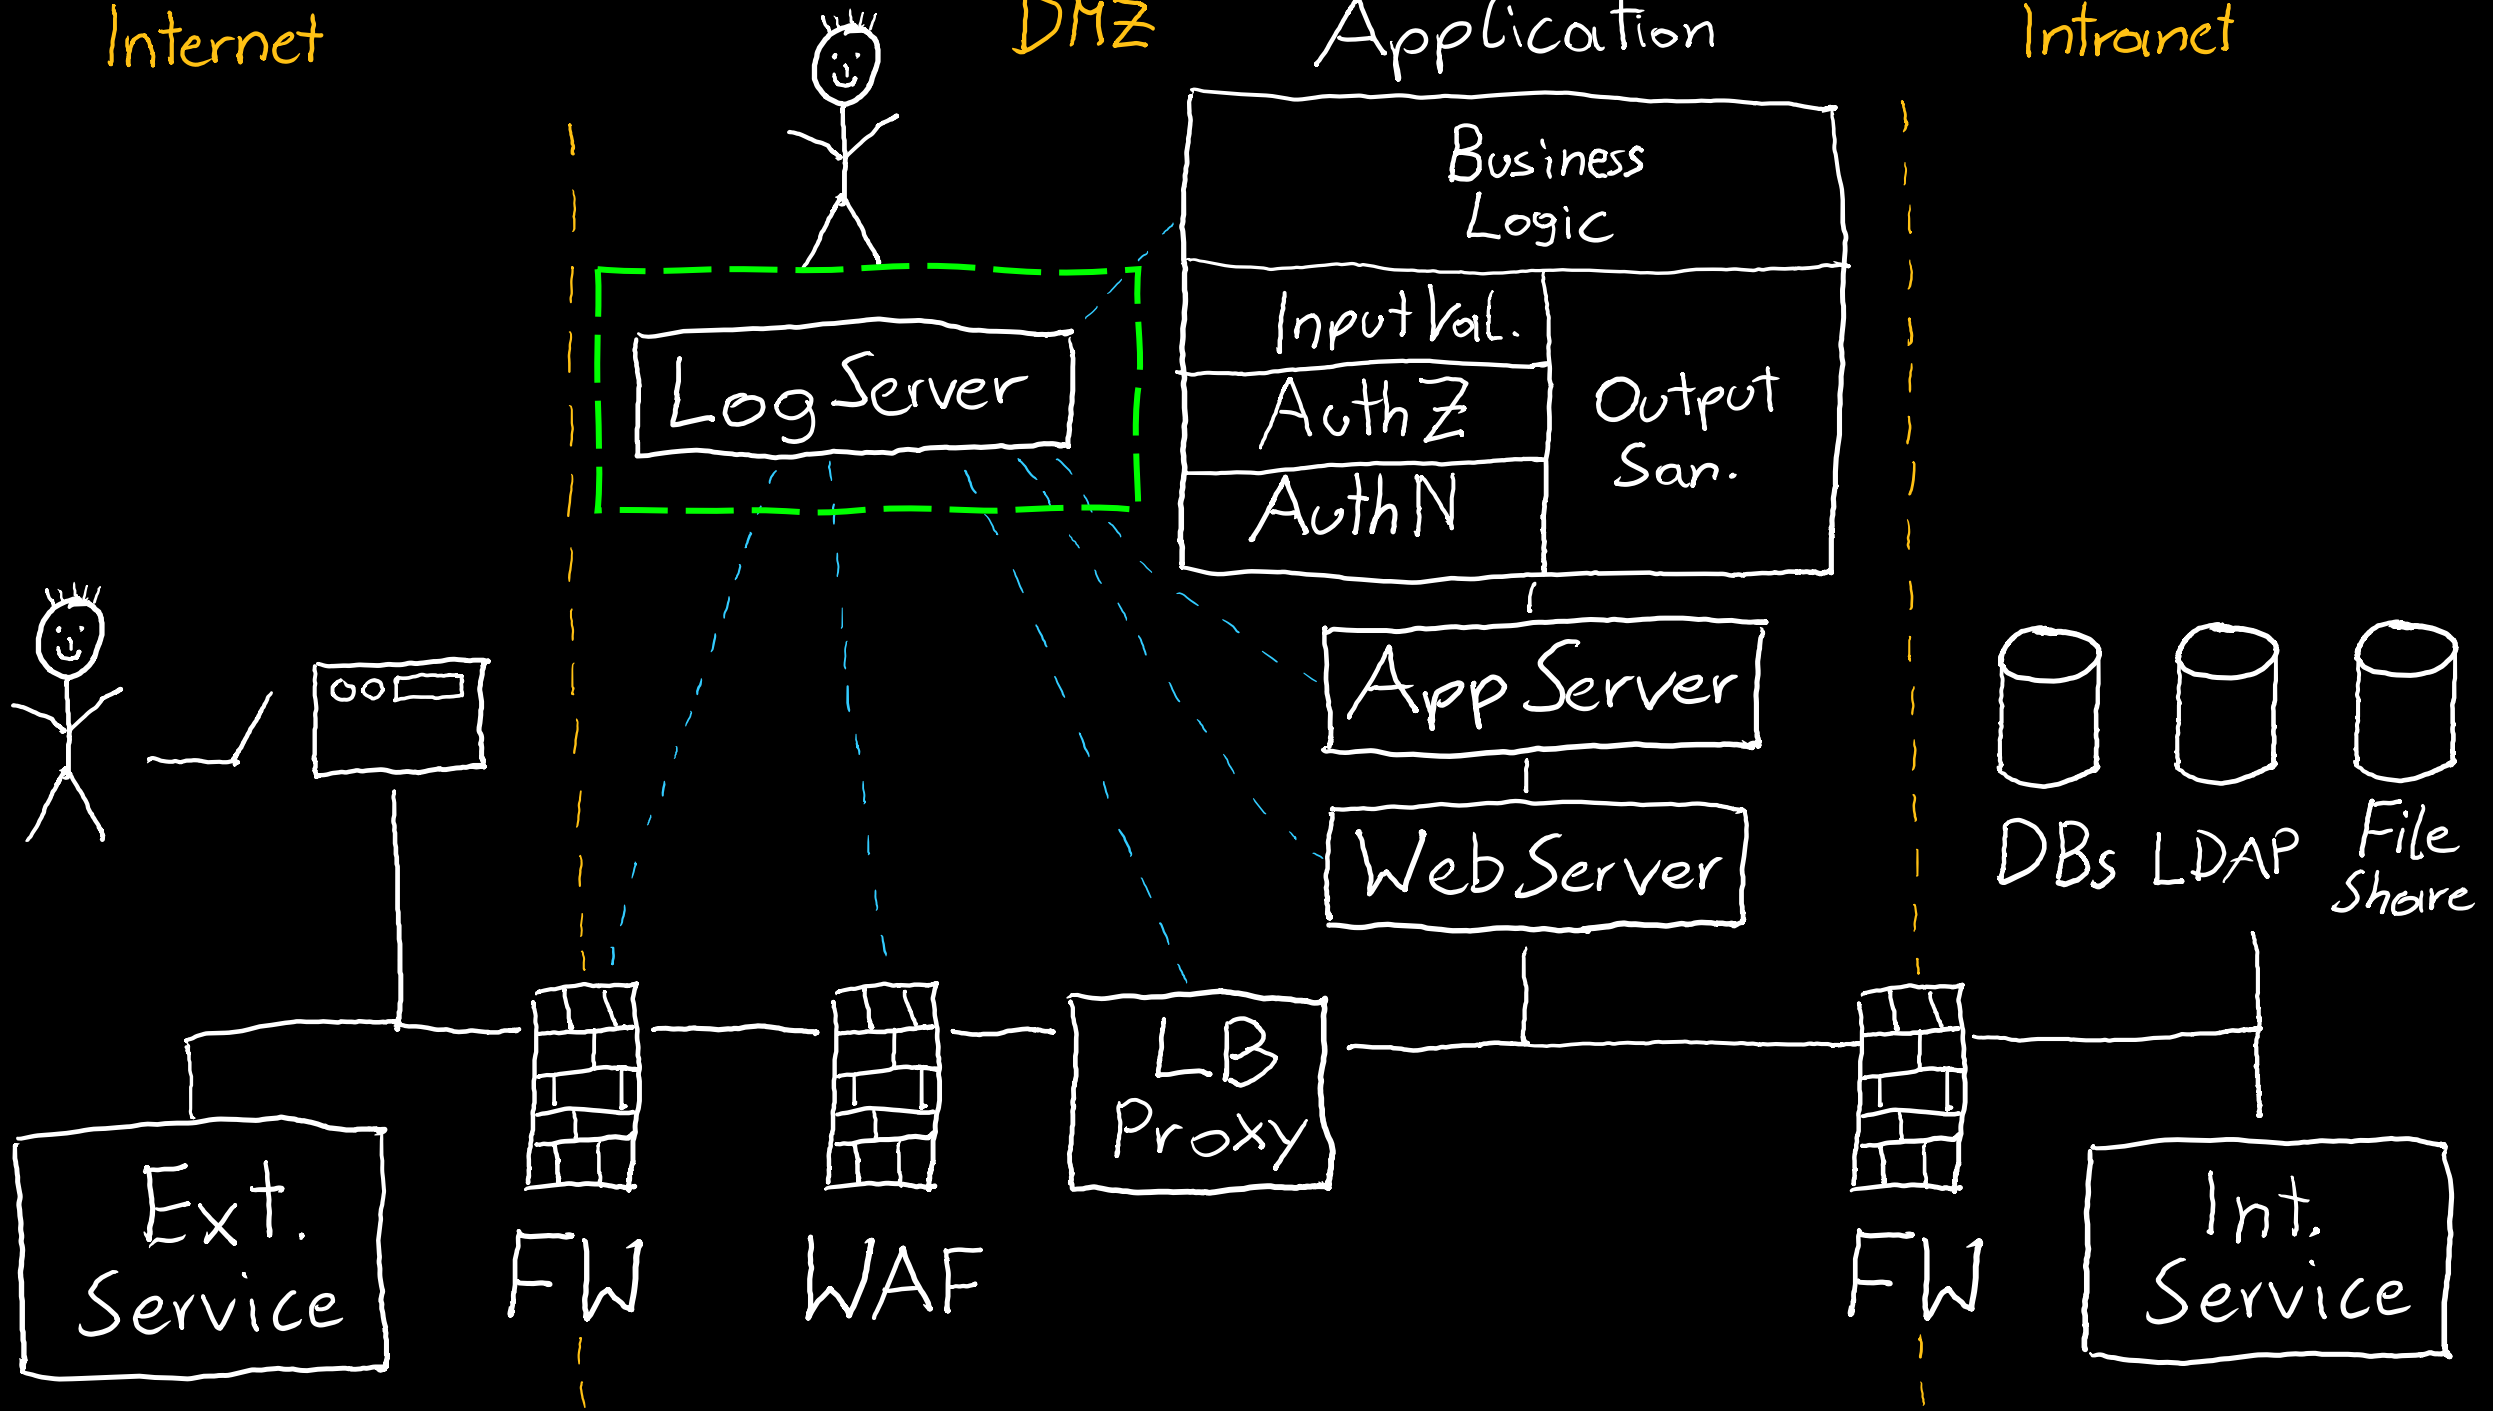 Internet
DMZ
Application
Intranet
Business
Logic
Input Val.
AuthZ
AuthN
Output
San.
Log Server
App Server
Web Server
DBs
LDAP
File
Share
LB
Proxy
Ext.
Service
FW
WAF
FW
Int.
Service